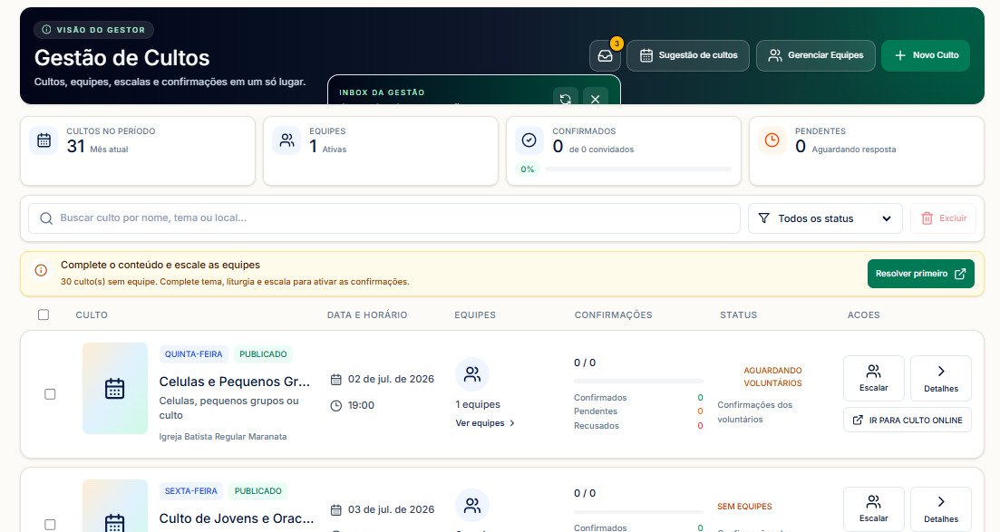 VISÃO DO GESTOR
Gestão de Cultos
Cultos, equipes, escalas e confirmações em um só lugar.
3
Sugestão de cultos
Gerenciar Equipes
Novo Culto
INBOX DA GESTÃO
CULTOS NO PERÍODO
31 Mês atual
EQUIPES
1 Ativas
CONFIRMADOS
0 de 0 convidados
0%
PENDENTES
0 Aguardando resposta
Buscar culto por nome, tema ou local...
Todos os status
Excluir
Complete o conteúdo e escale as equipes
30 culto(s) sem equipe. Complete tema, liturgia e escala para ativar as confirmações.
Resolver primeiro
CULTO DATA E HORÁRIO EQUIPES CONFIRMAÇÕES STATUS ACOES
QUINTA-FEIRA PUBLICADO
Celulas e Pequenos Gr...
Celulas, pequenos grupos ou
culto
Igreja Batista Regular Maranata
02 de jul. de 2026
19:00
1 equipes
Ver equipes
0 / 0
Confirmados 0
Pendentes 0
Recusados 0
AGUARDANDO
VOLUNTÁRIOS
Confirmações dos
voluntários
Escalar
Detalhes
IR PARA CULTO ONLINE
SEXTA-FEIRA PUBLICADO
Culto de Jovens e Orac...
03 de jul. de 2026
0 / 0
Confirmados 0
SEM EQUIPES
Escalar
Detalhes